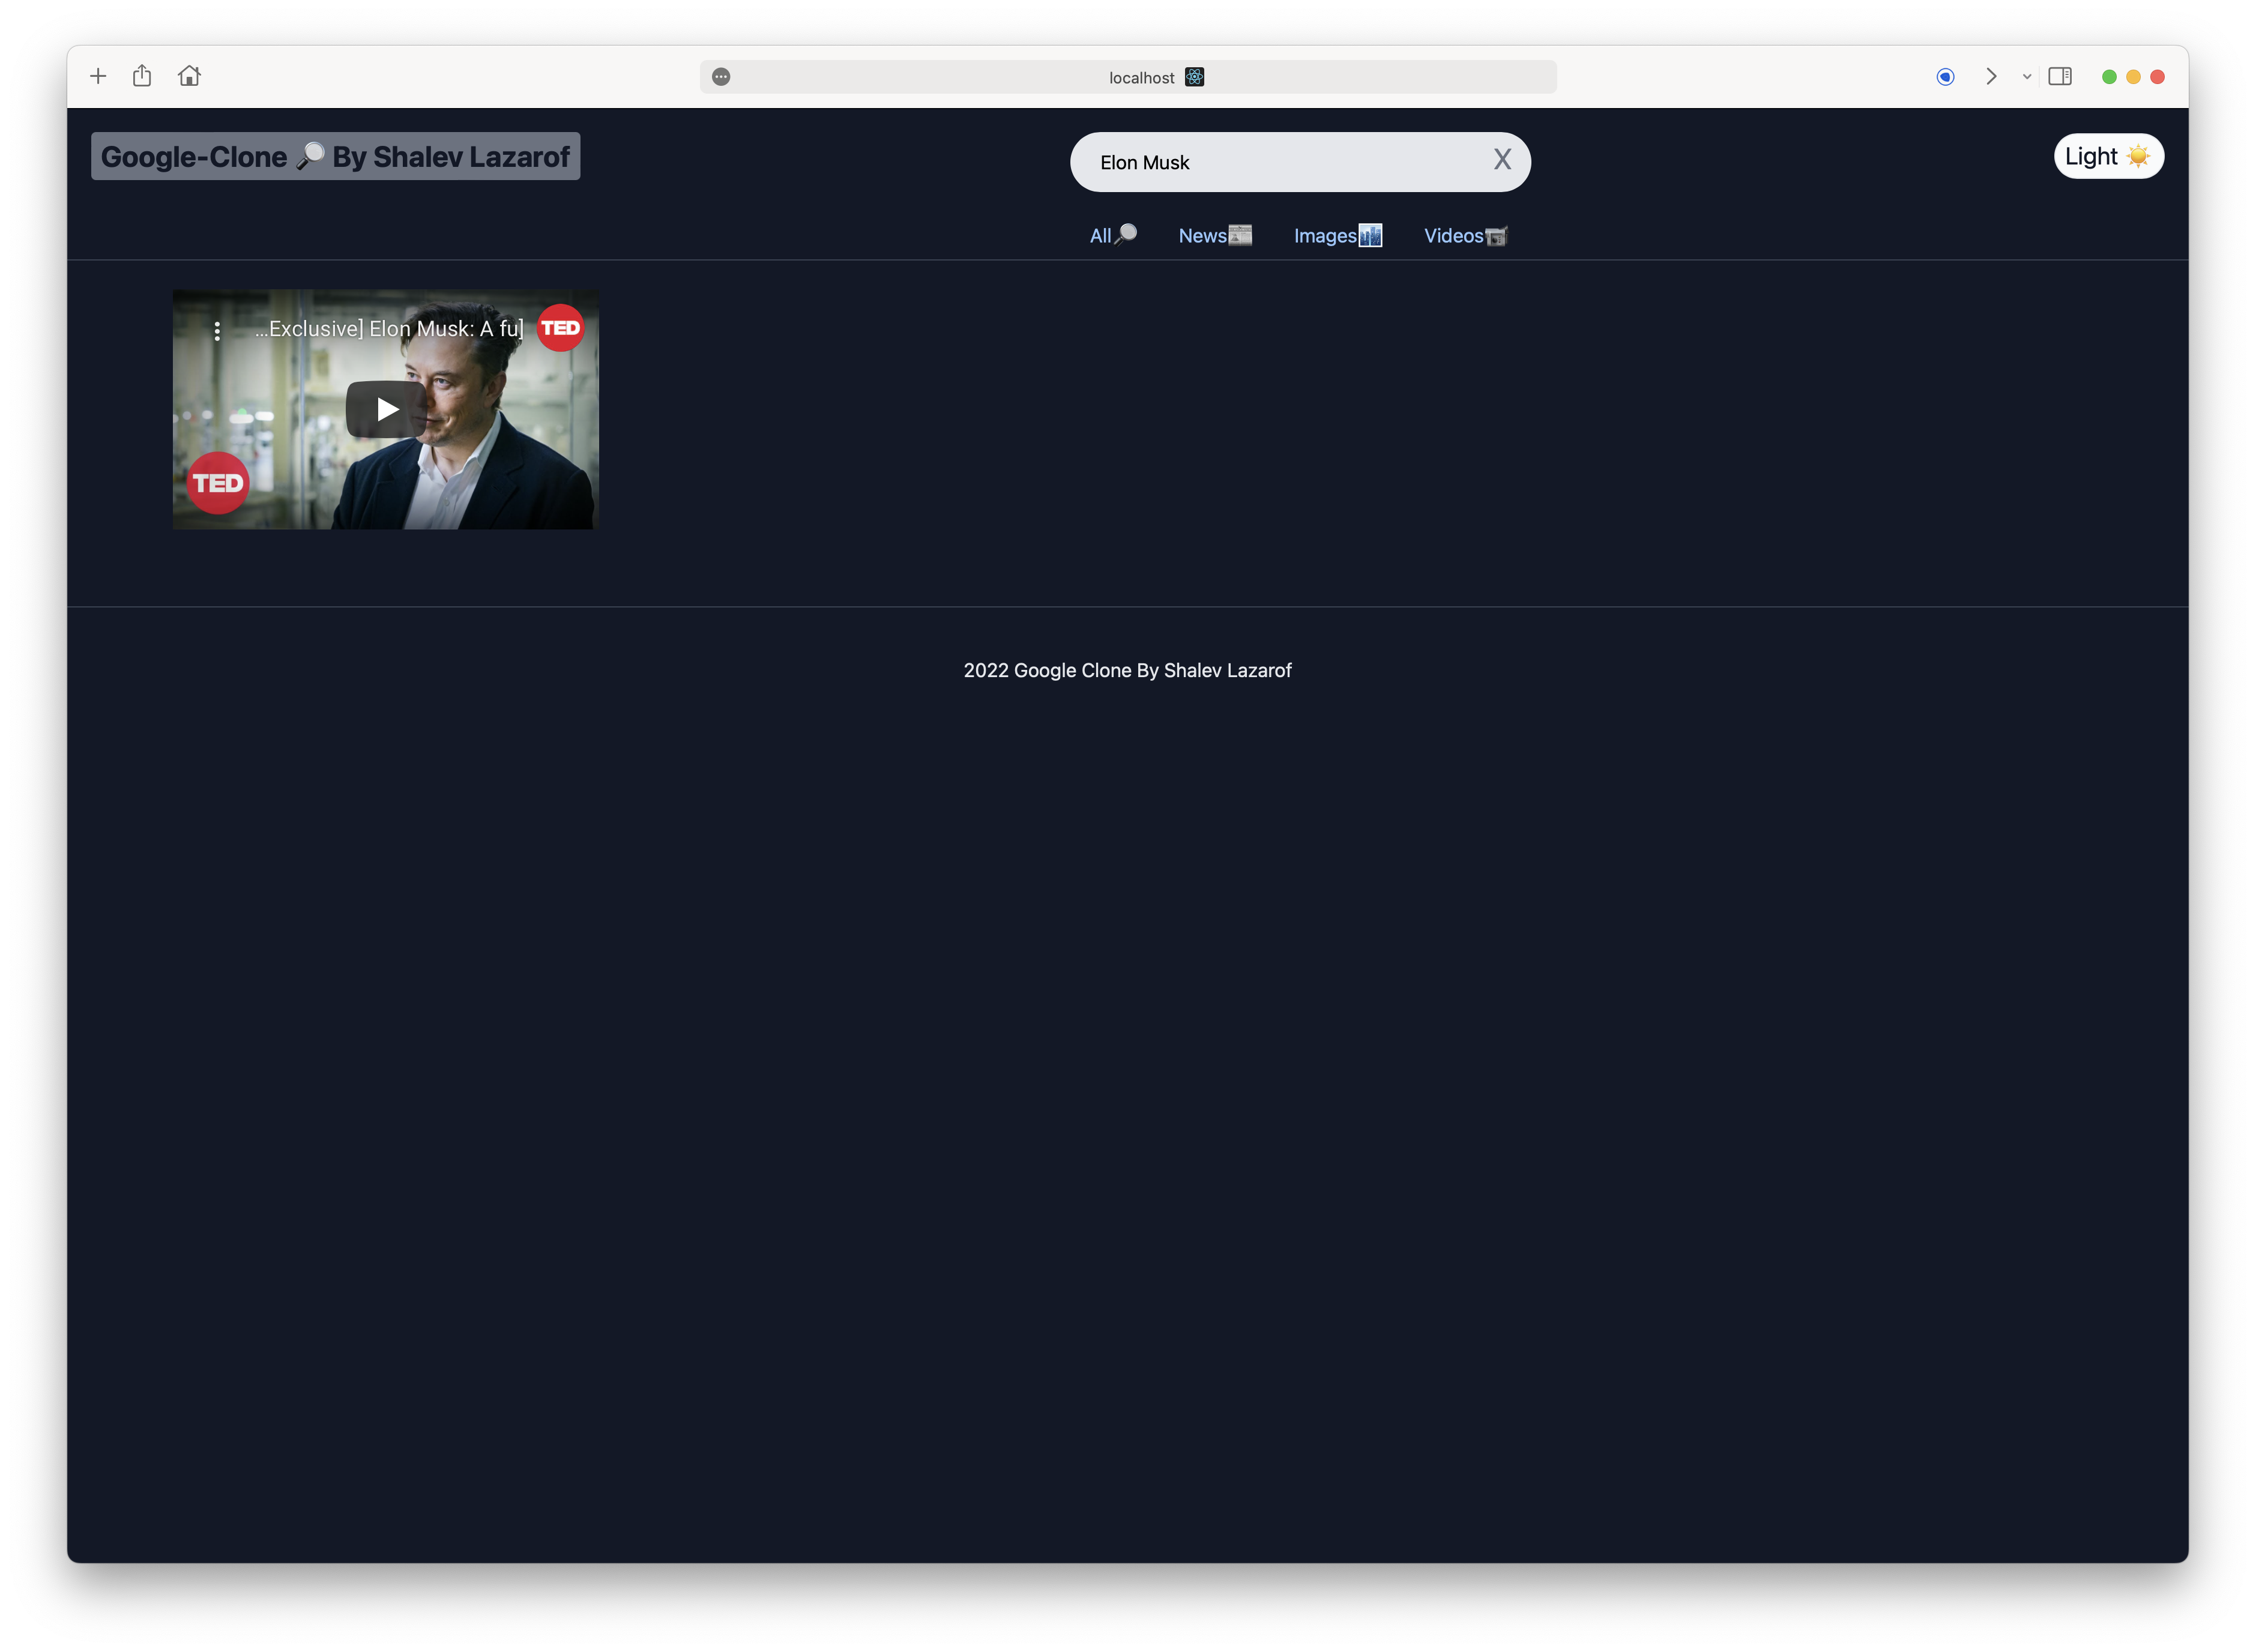 localhost
Google-Clone 🔎 By Shalev Lazarof
Elon Musk
X
Light ☀️
All🔎
News📰
Images📊
Videos📹
...Exclusive] Elon Musk: A fu]
TED
TED
2022 Google Clone By Shalev Lazarof